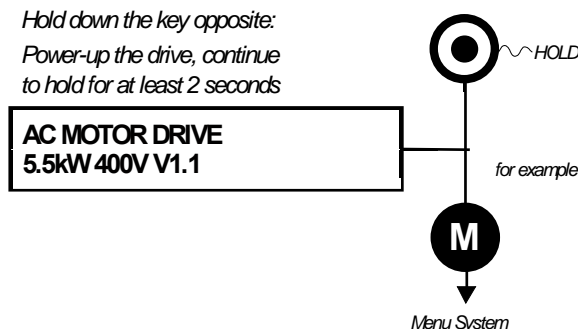 Hold down the key opposite:
HOLD
Power-up the drive, continue
to hold for at least 2 seconds
AC MOTOR DRIVE
5.5kW 400V V1.1
for example
M
Menu System